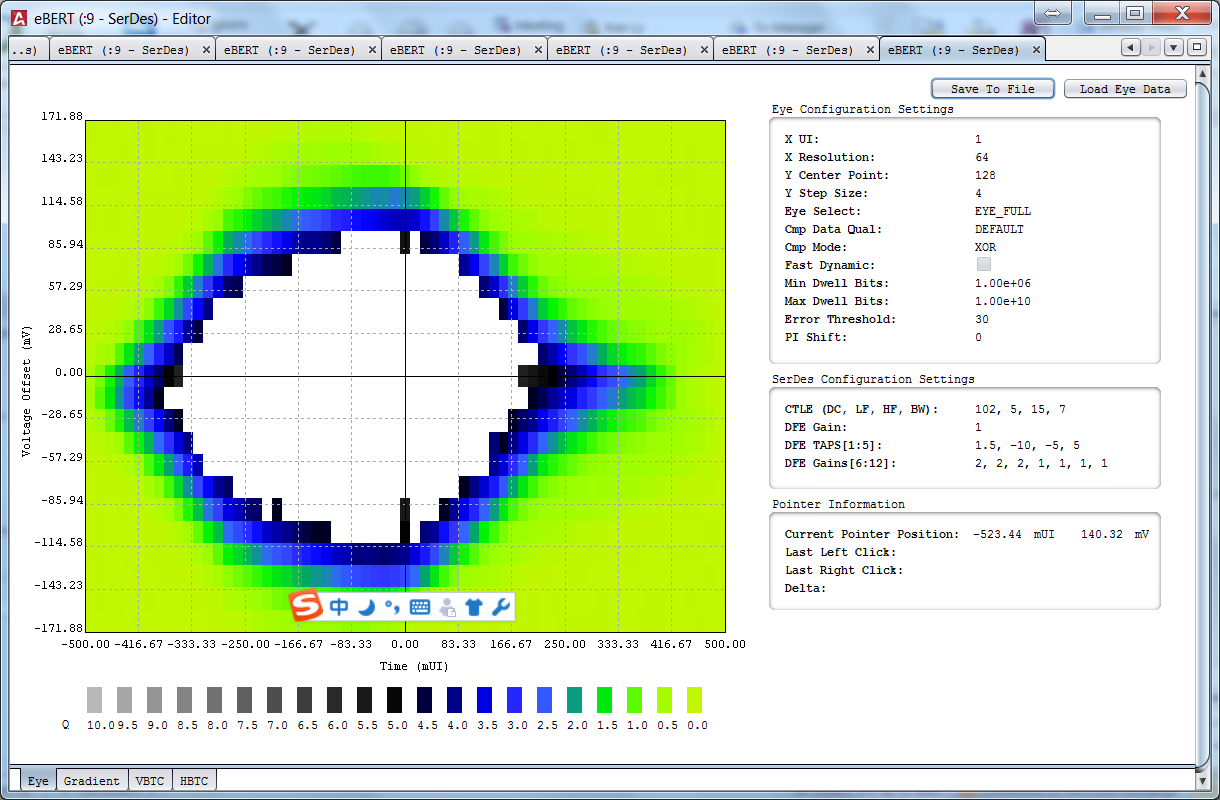 eBERT (:9 - SerDes) - Editor
..s) eBERT (:9 - SerDes) eBERT (:9 - SerDes) eBERT (:9 - SerDes) eBERT (:9 - SerDes) eBERT (:9 - SerDes) eBERT (:9 - SerDes)
Save To File Load Eye Data
171.88
143.23
114.58
85.94
57.29
28.65
0.00
-28.65
-57.29
-85.94
-114.58
-143.23
-171.88
Voltage Offset (mV)
-500.00 -416.67 -333.33 -250.00 -166.67 -83.33 0.00 83.33 166.67 250.00 333.33 416.67 500.00
Time (mUI)
中
Q 10.0 9.5 9.0 8.5 8.0 7.5 7.0 6.5 6.0 5.5 5.0 4.5 4.0 3.5 3.0 2.5 2.0 1.5 1.0 0.5 0.0
Eye Configuration Settings
X UI: 1
X Resolution: 64
Y Center Point: 128
Y Step Size: 4
Eye Select: EYE_FULL
Cmp Data Qual: DEFAULT
Cmp Mode: XOR
Fast Dynamic:
Min Dwell Bits: 1.00e+06
Max Dwell Bits: 1.00e+10
Error Threshold: 30
PI Shift: 0
SerDes Configuration Settings
CTLE (DC, LF, HF, BW): 102, 5, 15, 7
DFE Gain: 1
DFE TAPS[1:5]: 1.5, -10, -5, 5
DFE Gains[6:12]: 2, 2, 2, 1, 1, 1, 1
Pointer Information
Current Pointer Position: -523.44 mUI 140.32 mV
Last Left Click:
Last Right Click:
Delta:
Eye Gradient VBTC HBTC